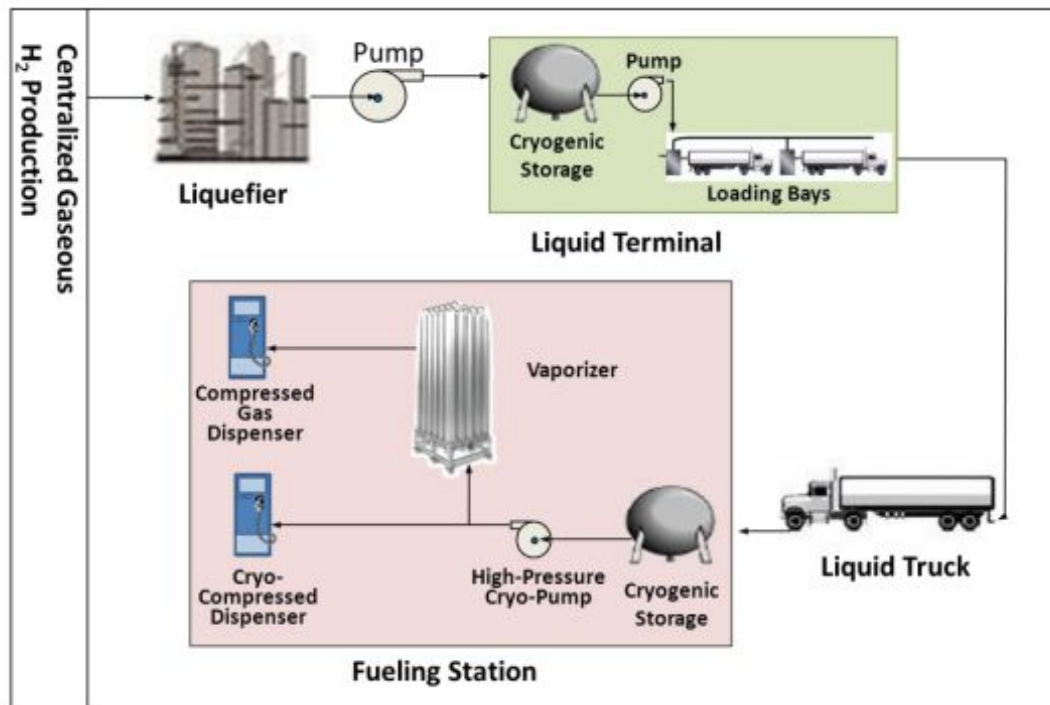 Centralized Gaseous
H₂ Production
Pump
Liquefier
Pump
Cryogenic
Storage
Loading Bays
Liquid Terminal
Compressed
Gas
Dispenser
Vaporizer
Cryo-
Compressed
Dispenser
High-Pressure
Cryo-Pump
Cryogenic
Storage
Liquid Truck
Fueling Station